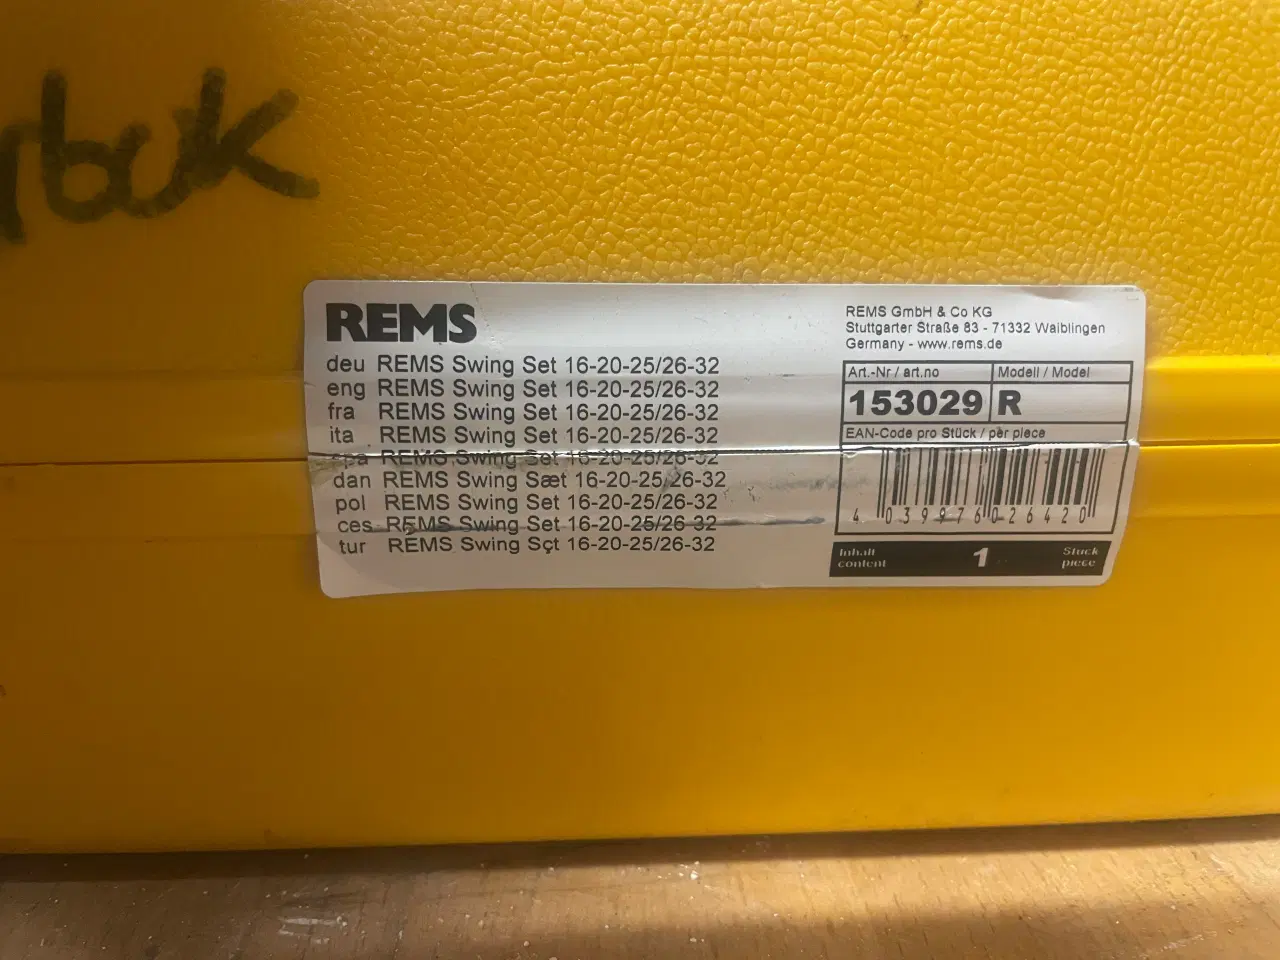 REMS
deu REMS Swing Set 16-20-25/26-32
eng REMS Swing Set 16-20-25/26-32
fra REMS Swing Set 16-20-25/26-32
ita REMS Swing Set 16-20-25/26-32
spa REMS Swing Set 16-20-25/26-32
dan REMS Swing Sæt 16-20-25/26-32
pol REMS Swing Set 16-20-25/26-32
ces REMS Swing Set 16-20-25/26-32
tur REMS Swing Sçt 16-20-25/26-32
REMS GmbH & Co KG
Stuttgarter Straße 83 - 71332 Waiblingen
Germany - www.rems.de
Art.-Nr / art.no Modell / Model
153029 R
EAN-Code pro Stück / per piece
4 039976 026420
Inhalt 1 Stück
content piece